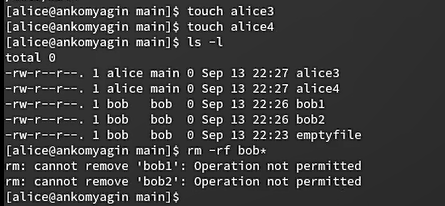 [alice@ankomyagin main]$ touch alice3
[alice@ankomyagin main]$ touch alice4
[alice@ankomyagin main]$ ls -l
total 0
-rw-r--r--. 1 alice main 0 Sep 13 22:27 alice3
-rw-r--r--. 1 alice main 0 Sep 13 22:27 alice4
-rw-r--r--. 1 bob   bob  0 Sep 13 22:26 bob1
-rw-r--r--. 1 bob   bob  0 Sep 13 22:26 bob2
-rw-r--r--. 1 bob   bob  0 Sep 13 22:23 emptyfile
[alice@ankomyagin main]$ rm -rf bob*
rm: cannot remove 'bob1': Operation not permitted
rm: cannot remove 'bob2': Operation not permitted
[alice@ankomyagin main]$